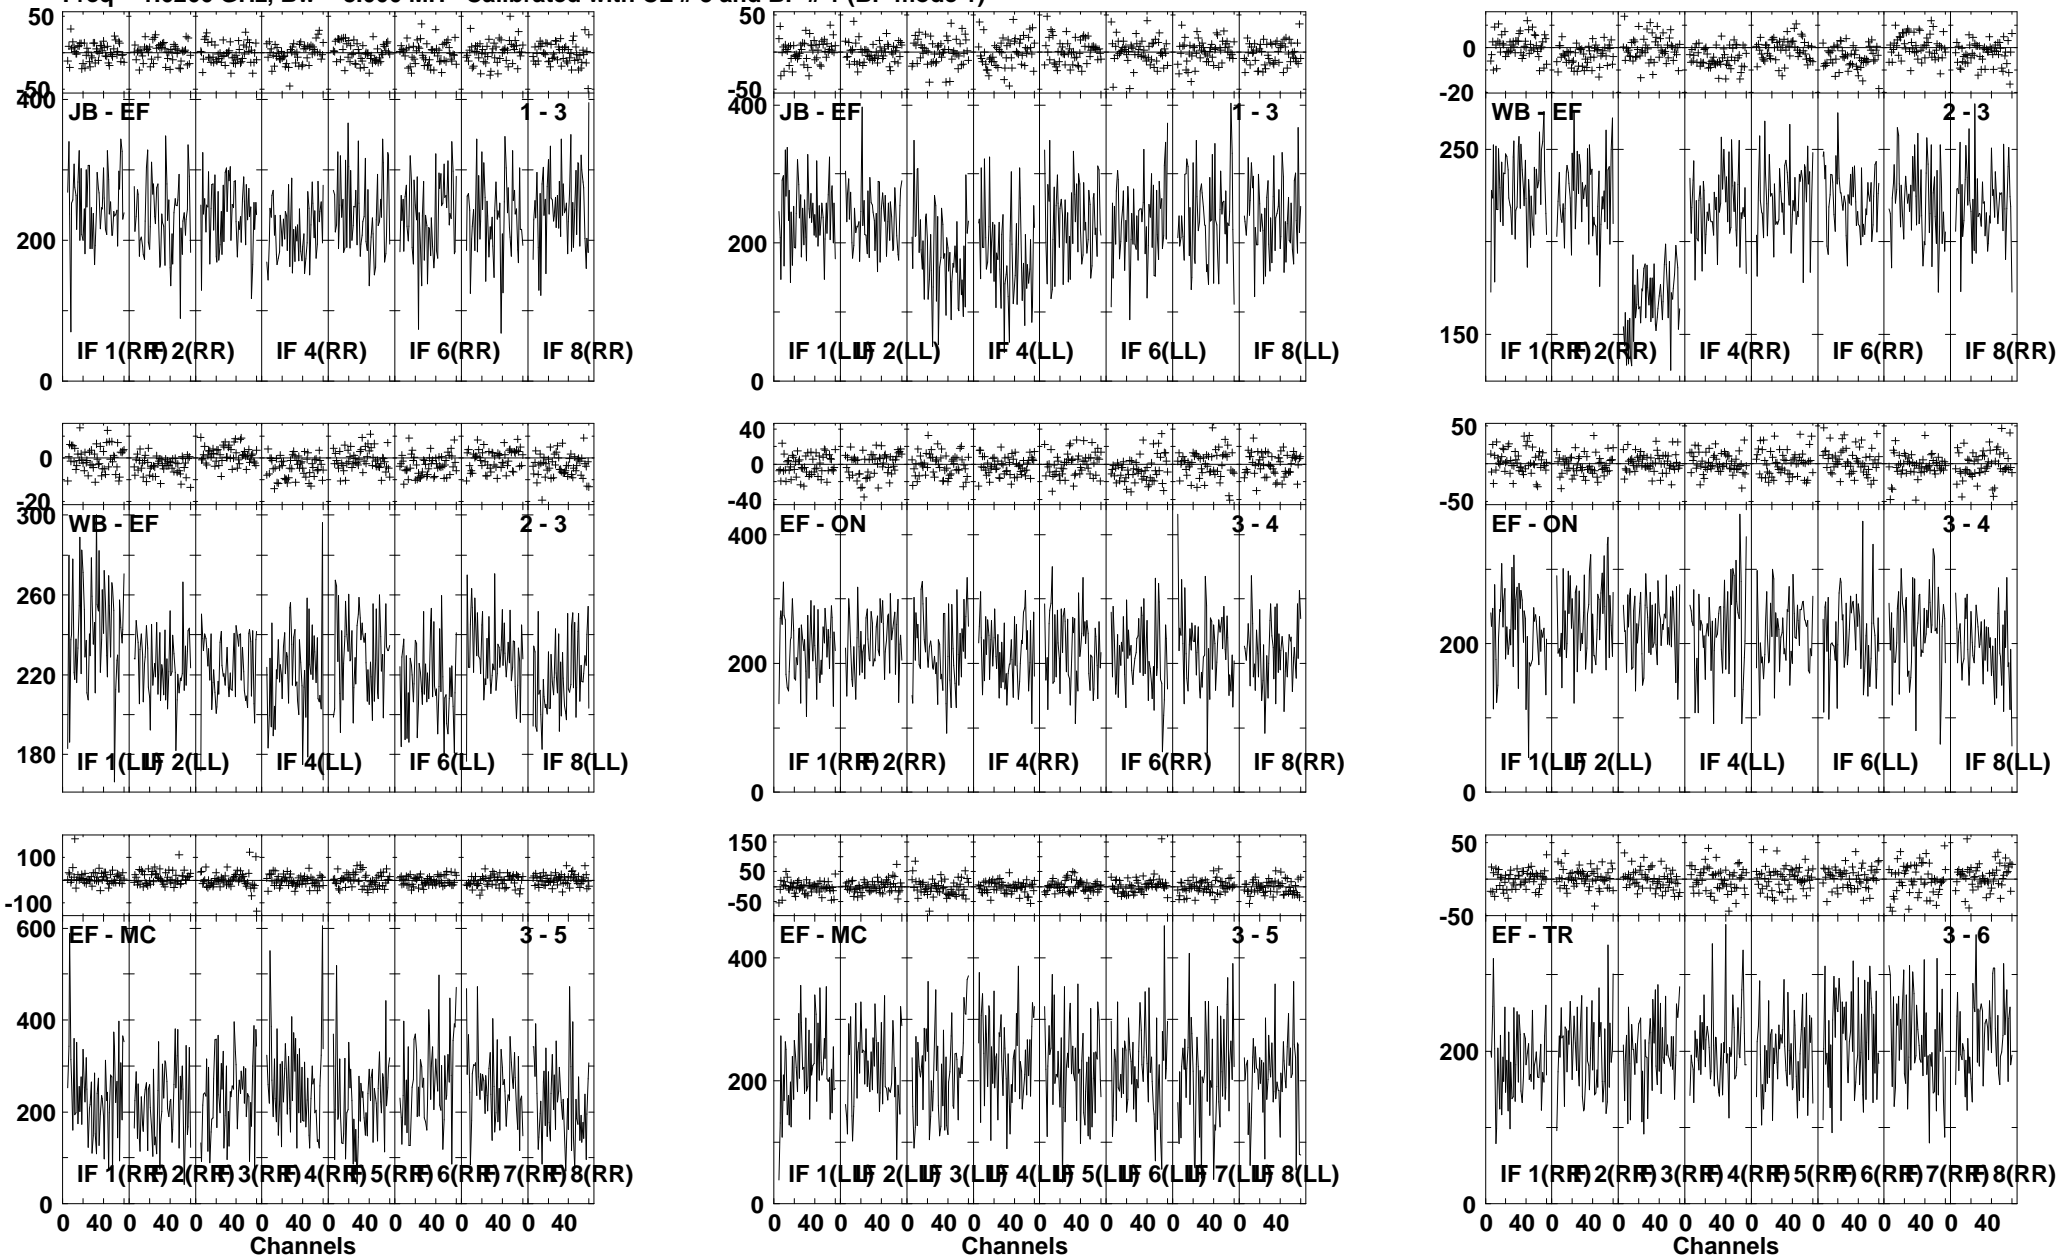 50
-50
400
JB - EF 1 - 3
200
IF 1(RR) IF 2(RR) IF 4(RR) IF 6(RR) IF 8(RR)
0
50
-50
400
JB - EF 1 - 3
200
IF 1(LL) IF 2(LL) IF 4(LL) IF 6(LL) IF 8(LL)
0
0
-20
WB - EF 2 - 3
250
150
IF 1(RR) IF 2(RR) IF 4(RR) IF 6(RR) IF 8(RR)
0
-20
300
WB - EF 2 - 3
260
220
180
IF 1(LL) IF 2(LL) IF 4(LL) IF 6(LL) IF 8(LL)
40
0
-40
EF - ON 3 - 4
400
200
IF 1(RR) IF 2(RR) IF 4(RR) IF 6(RR) IF 8(RR)
0
50
-50
EF - ON 3 - 4
200
IF 1(LL) IF 2(LL) IF 4(LL) IF 6(LL) IF 8(LL)
0
100
-100
600
EF - MC 3 - 5
400
200
IF 1(RR) IF 2(RR) IF 3(RR) IF 4(RR) IF 5(RR) IF 6(RR) IF 7(RR) IF 8(RR)
0
0 40 0 40 0 40 0 40 0 40 0 40 0 40 0 40
Channels
150
50
-50
EF - MC 3 - 5
400
200
IF 1(LL) IF 2(LL) IF 3(LL) IF 4(LL) IF 5(LL) IF 6(LL) IF 7(LL) IF 8(LL)
0
0 40 0 40 0 40 0 40 0 40 0 40 0 40 0 40
Channels
50
-50
EF - TR 3 - 6
200
IF 1(RR) IF 2(RR) IF 3(RR) IF 4(RR) IF 5(RR) IF 6(RR) IF 7(RR) IF 8(RR)
0
0 40 0 40 0 40 0 40 0 40 0 40 0 40 0 40
Channels